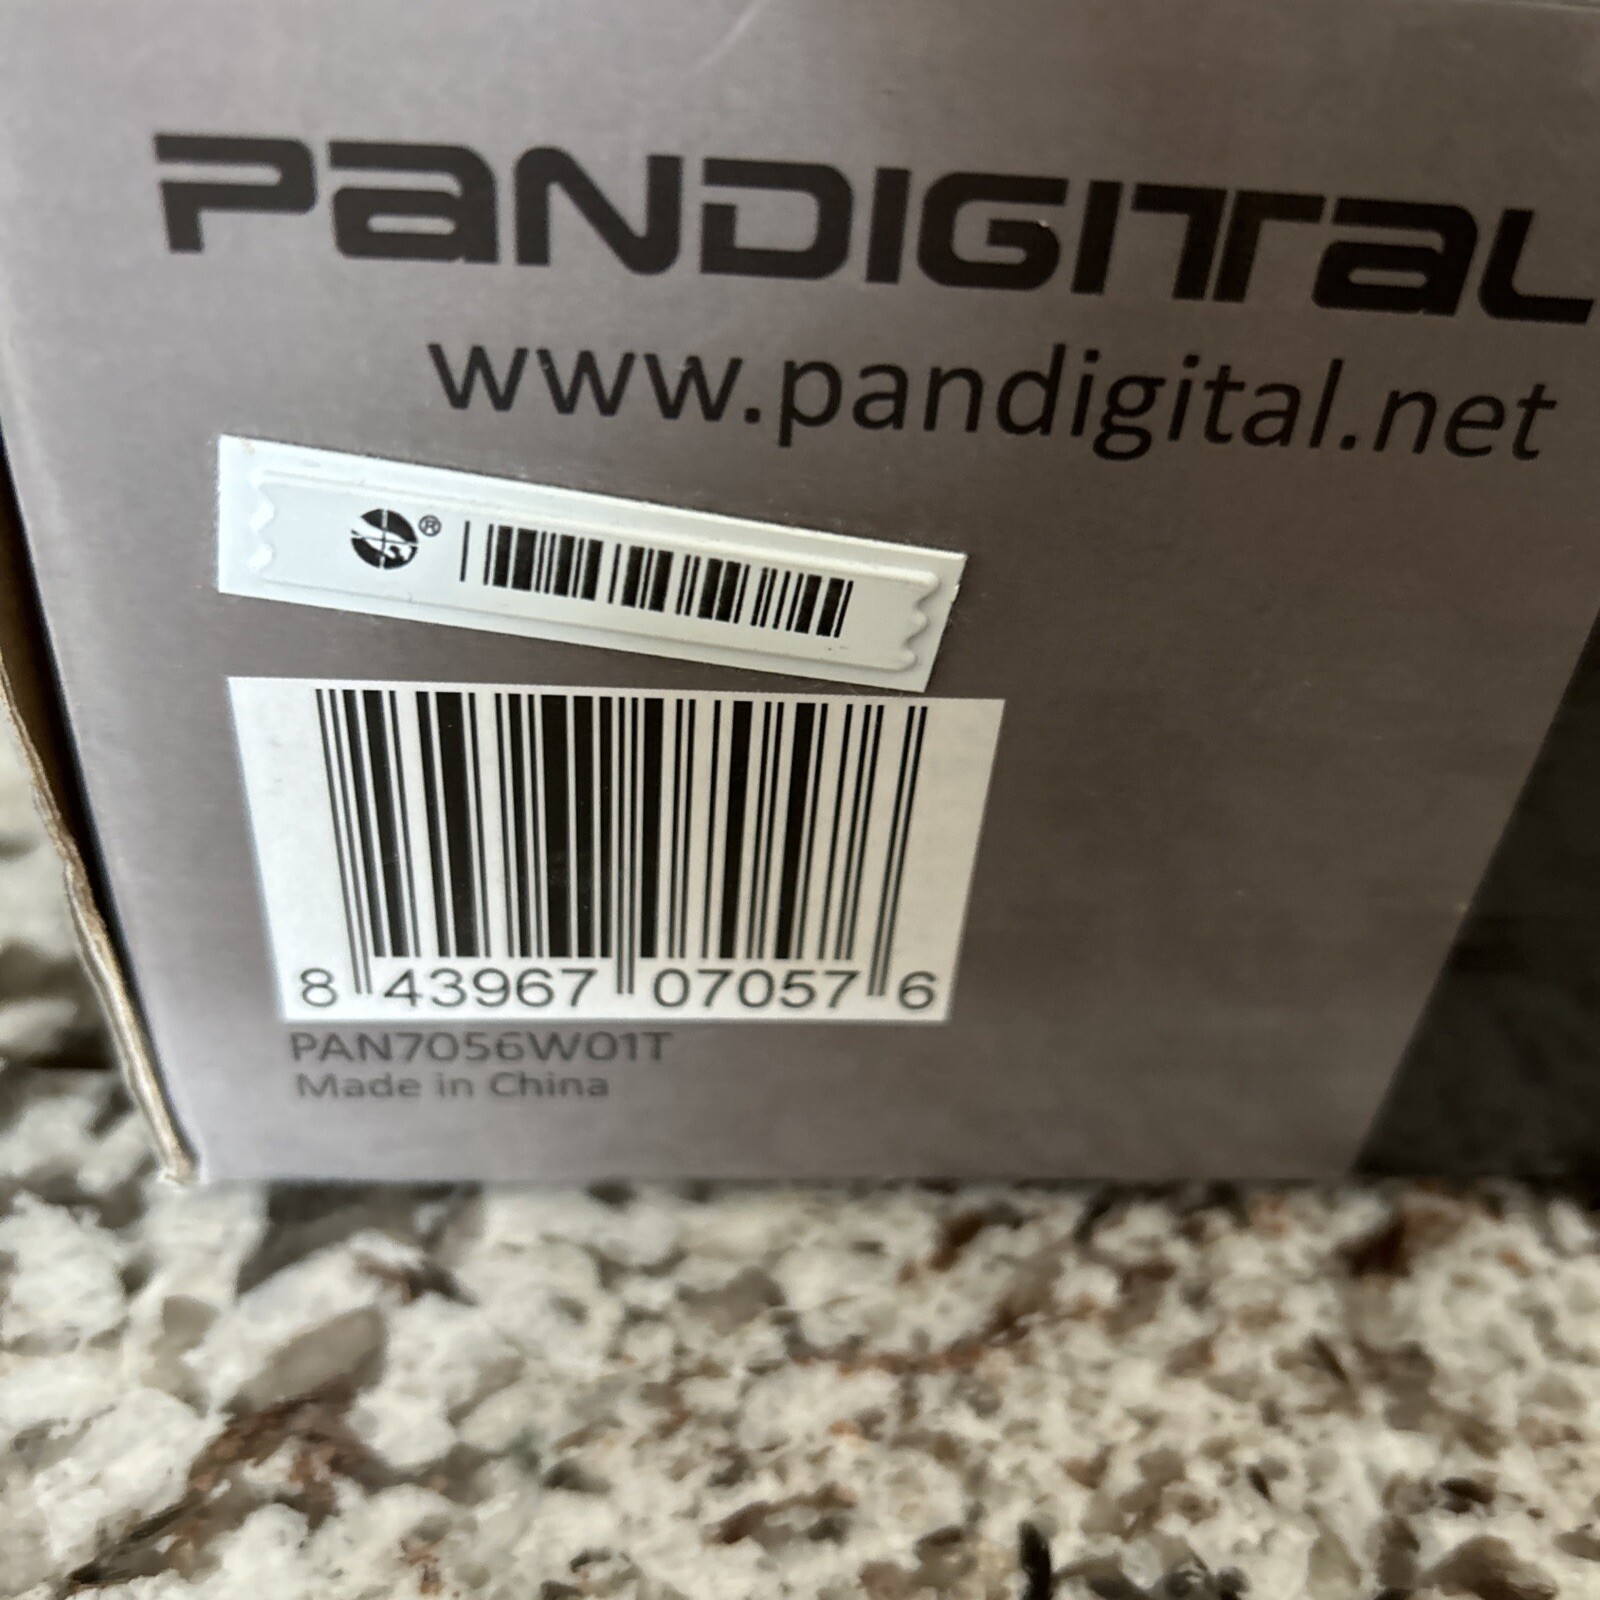 PANDIGITAL
www.pandigital.net
®
8 43967 07057 6
PAN7056W01T
Made in China